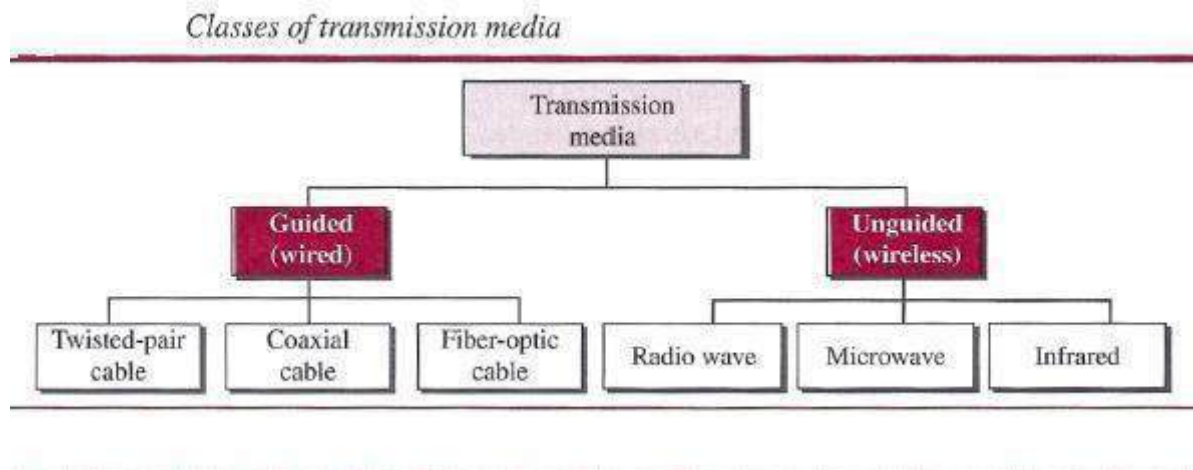 Classes of transmission media
Transmission
media
Guided
(wired)
Unguided
(wireless)
Twisted-pair
cable
Coaxial
cable
Fiber-optic
cable
Radio wave
Microwave
Infrared